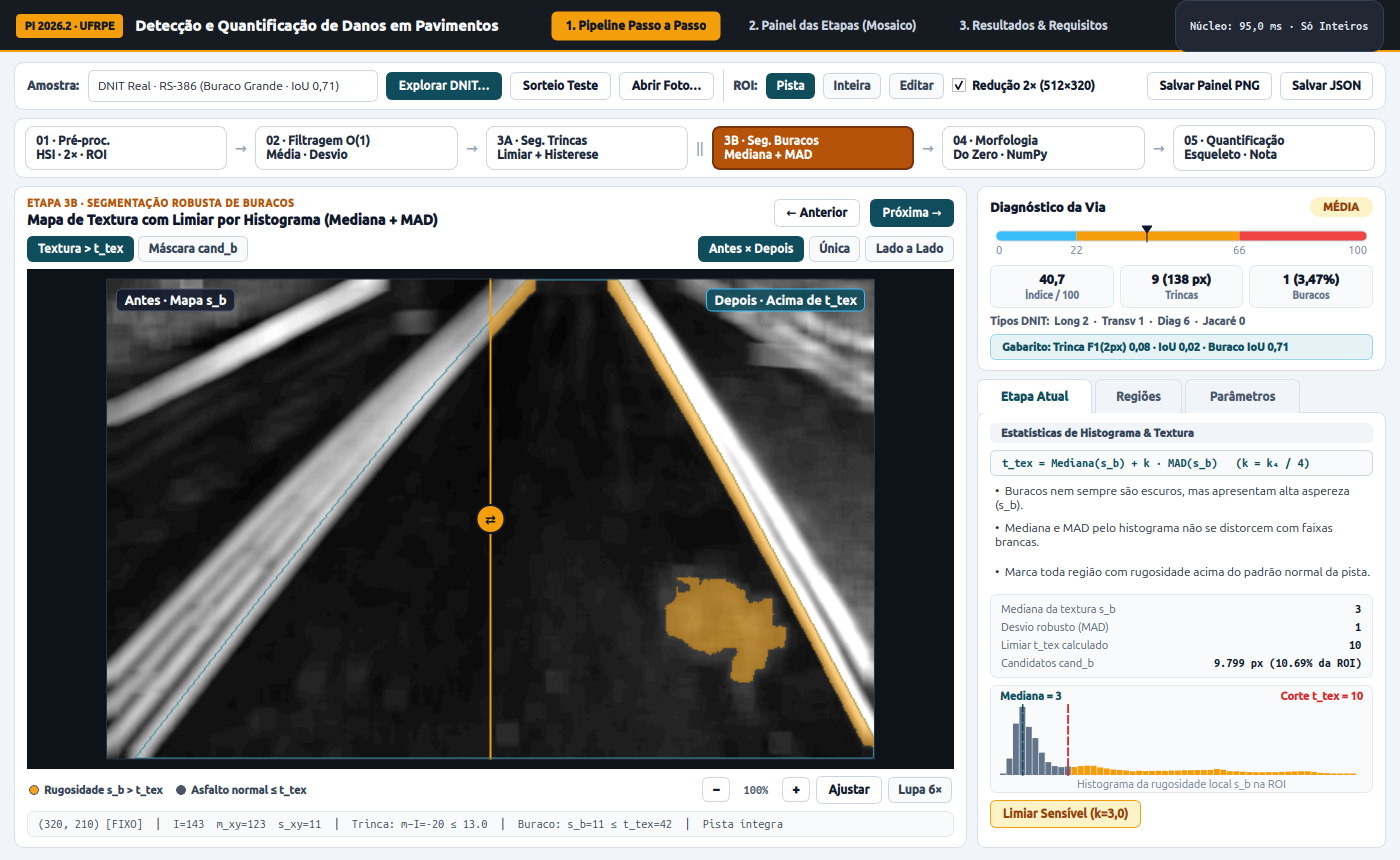 PI 2026.2 · UFRPE
Detecção e Quantificação de Danos em Pavimentos
1. Pipeline Passo a Passo
2. Painel das Etapas (Mosaico)
3. Resultados & Requisitos
Núcleo: 95,0 ms · Só Inteiros
Amostra:
DNIT Real · RS-386 (Buraco Grande · IoU 0,71)
Explorar DNIT...
Sorteio Teste
Abrir Foto...
ROI:
Pista
Inteira
Editar
Redução 2× (512×320)
Salvar Painel PNG
Salvar JSON
01 · Pré-proc.
HSI · 2× · ROI
→
02 · Filtragem O(1)
Média · Desvio
→
3A · Seg. Trincas
Limiar + Histerese
||
3B · Seg. Buracos
Mediana + MAD
→
04 · Morfologia
Do Zero · NumPy
→
05 · Quantificação
Esqueleto · Nota
ETAPA 3B · SEGMENTAÇÃO ROBUSTA DE BURACOS
Mapa de Textura com Limiar por Histograma (Mediana + MAD)
← Anterior
Próxima →
Textura > t_tex
Máscara cand_b
Antes × Depois
Única
Lado a Lado
Antes · Mapa s_b
Depois · Acima de t_tex
⇄
Rugosidade s_b > t_tex
Asfalto normal ≤ t_tex
−
100%
+
Ajustar
Lupa 6×
(320, 210) [FIXO] | I=143 m_xy=123 s_xy=11 | Trinca: m−I=-20 ≤ 13.0 | Buraco: s_b=11 ≤ t_tex=42 | Pista integra
Diagnóstico da Via
MÉDIA
0
22
66
100
40,7
Índice / 100
9 (138 px)
Trincas
1 (3,47%)
Buracos
Tipos DNIT: Long 2 · Transv 1 · Diag 6 · Jacaré 0
Gabarito: Trinca F1(2px) 0,08 · IoU 0,02 · Buraco IoU 0,71
Etapa Atual
Regiões
Parâmetros
Estatísticas de Histograma & Textura
t_tex = Mediana(s_b) + k · MAD(s_b) (k = k₄ / 4)
• Buracos nem sempre são escuros, mas apresentam alta aspereza
(s_b).
• Mediana e MAD pelo histograma não se distorcem com faixas
brancas.
• Marca toda região com rugosidade acima do padrão normal da pista.
Mediana da textura s_b
3
Desvio robusto (MAD)
1
Limiar t_tex calculado
10
Candidatos cand_b
9.799 px (10.69% da ROI)
Mediana = 3
Corte t_tex = 10
Histograma da rugosidade local s_b na ROI
Limiar Sensível (k=3,0)